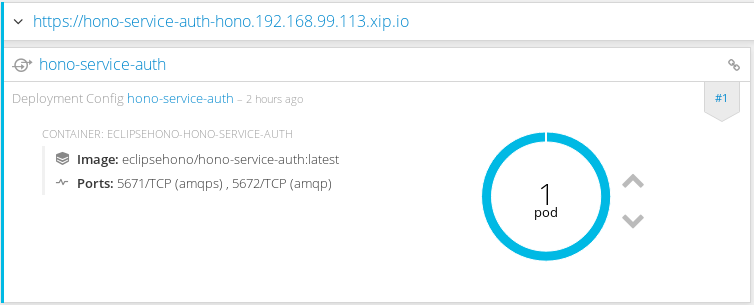 https://hono-service-auth-hono.192.168.99.113.xip.io
hono-service-auth
Deployment Config hono-service-auth – 2 hours ago
#1
CONTAINER: ECLIPSEHONO-HONO-SERVICE-AUTH
Image: eclipsehono/hono-service-auth:latest
Ports: 5671/TCP (amqps) , 5672/TCP (amqp)
1
pod